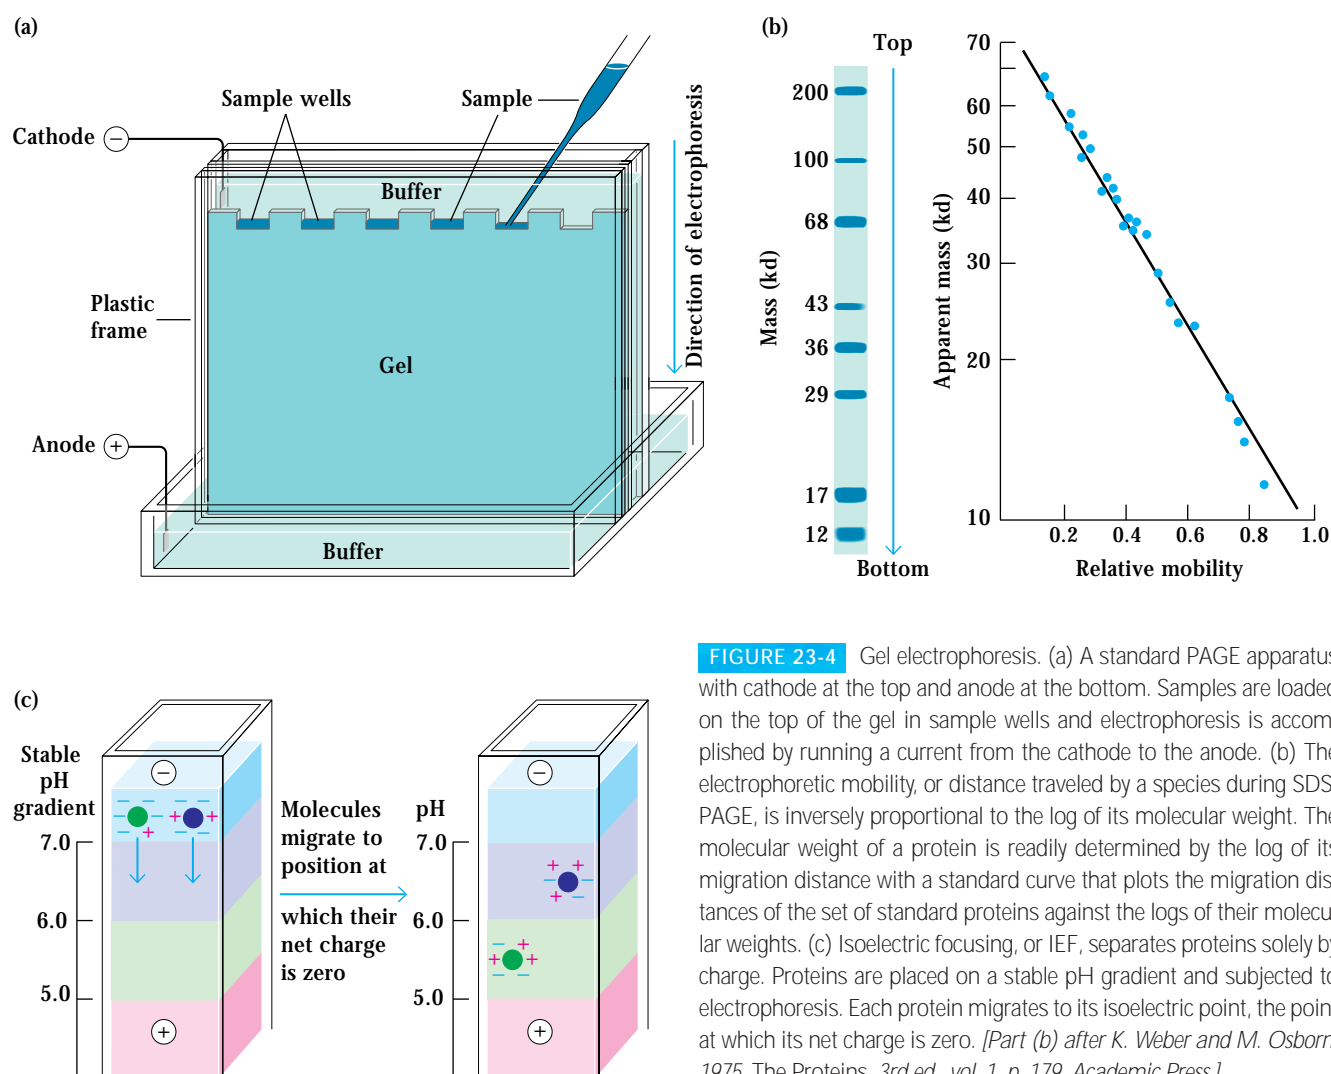 (a)
Sample wells
Sample
Cathode −
Buffer
Direction of electrophoresis
Plastic
frame
Gel
Anode +
Buffer
(b)
Top
200
100
68
43
36
29
17
12
Mass (kd)
Bottom
70
60
50
40
30
20
10
Apparent mass (kd)
0.2 0.4 0.6 0.8 1.0
Relative mobility
(c)
Stable
pH
gradient
7.0
6.0
5.0
−
+
Molecules
migrate to
position at
which their
net charge
is zero
pH
7.0
6.0
5.0
−
+
FIGURE 23-4 Gel electrophoresis. (a) A standard PAGE apparatus
with cathode at the top and anode at the bottom. Samples are loaded
on the top of the gel in sample wells and electrophoresis is accom-
plished by running a current from the cathode to the anode. (b) The
electrophoretic mobility, or distance traveled by a species during SDS-
PAGE, is inversely proportional to the log of its molecular weight. The
molecular weight of a protein is readily determined by the log of its
migration distance with a standard curve that plots the migration dis-
tances of the set of standard proteins against the logs of their molecu-
lar weights. (c) Isoelectric focusing, or IEF, separates proteins solely by
charge. Proteins are placed on a stable pH gradient and subjected to
electrophoresis. Each protein migrates to its isoelectric point, the point
at which its net charge is zero. [Part (b) after K. Weber and M. Osborn,
1975, The Proteins, 3rd ed., vol. 1, p. 179. Academic Press.]